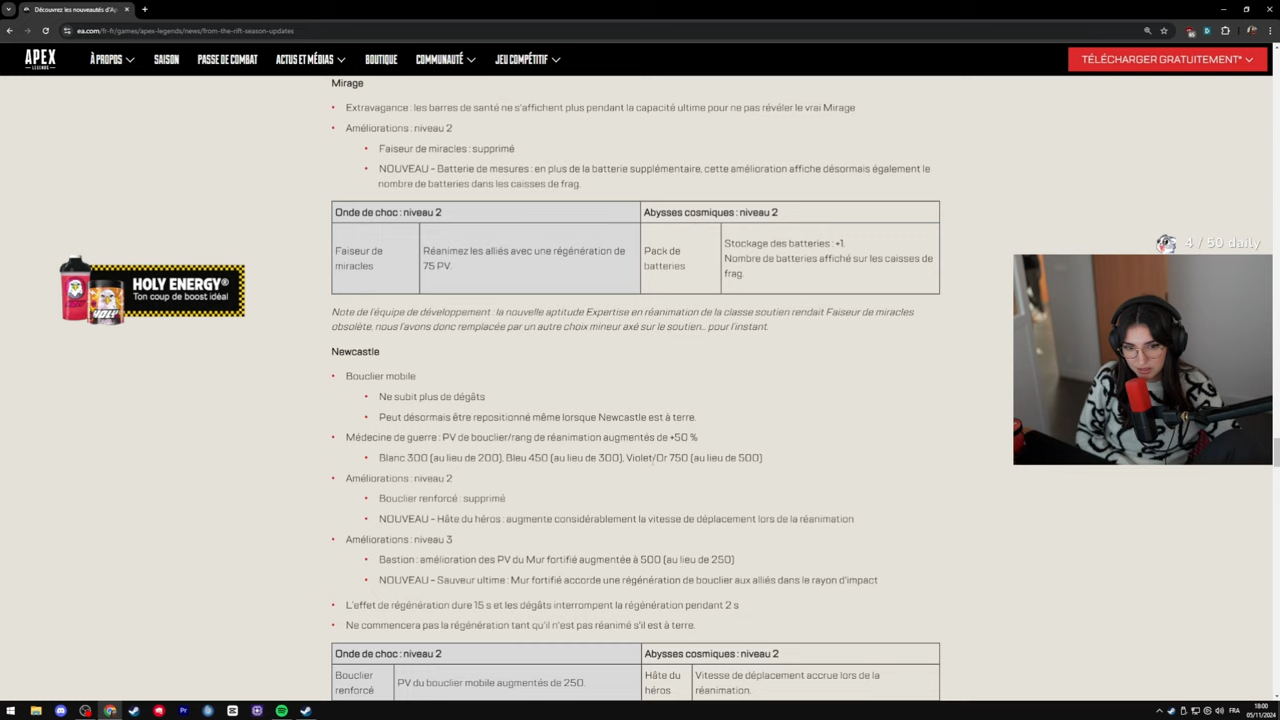 Découvrez les nouveautés d'A
ea.com/fr-fr/games/apex-legends/news/from-the-rift-season-updates
APEX
LEGENDS
À PROPOS
SAISON
PASSE DE COMBAT
ACTUS ET MÉDIAS
BOUTIQUE
COMMUNAUTÉ
JEU COMPÉTITIF
TÉLÉCHARGER GRATUITEMENT*
Mirage
Extravagance : les barres de santé ne s'affichent plus pendant la capacité ultime pour ne pas révéler le vrai Mirage
Améliorations : niveau 2
Faiseur de miracles : supprimé
NOUVEAU – Batterie de mesures : en plus de la batterie supplémentaire, cette amélioration affiche désormais également le
nombre de batteries dans les caisses de frag.
Onde de choc : niveau 2
Abysses cosmiques : niveau 2
Faiseur de
miracles
Réanimez les alliés avec une régénération de
75 PV.
Pack de
batteries
Stockage des batteries : +1.
Nombre de batteries affiché sur les caisses de
frag.
4 / 50 daily
HOLY ENERGY®
Ton coup de boost idéal
HOLY
Note de l'équipe de développement : la nouvelle aptitude Expertise en réanimation de la classe soutien rendait Faiseur de miracles
obsolète, nous l'avons donc remplacée par un autre choix mineur axé sur le soutien... pour l'instant.
Newcastle
Bouclier mobile
Ne subit plus de dégâts
Peut désormais être repositionné même lorsque Newcastle est à terre.
Médecine de guerre : PV de bouclier/rang de réanimation augmentés de +50 %
Blanc 300 (au lieu de 200), Bleu 450 (au lieu de 300), Violet/Or 750 (au lieu de 500)
Améliorations : niveau 2
Bouclier renforcé : supprimé
NOUVEAU – Hâte du héros : augmente considérablement la vitesse de déplacement lors de la réanimation
Améliorations : niveau 3
Bastion : amélioration des PV du Mur fortifié augmentée à 500 (au lieu de 250)
NOUVEAU – Sauveur ultime : Mur fortifié accorde une régénération de bouclier aux alliés dans le rayon d'impact
L'effet de régénération dure 15 s et les dégâts interrompent la régénération pendant 2 s
Ne commencera pas la régénération tant qu'il n'est pas réanimé s'il est à terre.
Onde de choc : niveau 2
Abysses cosmiques : niveau 2
Bouclier
renforcé
PV du bouclier mobile augmentés de 250.
Hâte du
héros
Vitesse de déplacement accrue lors de la
réanimation.
FRA
18:00
05/11/2024